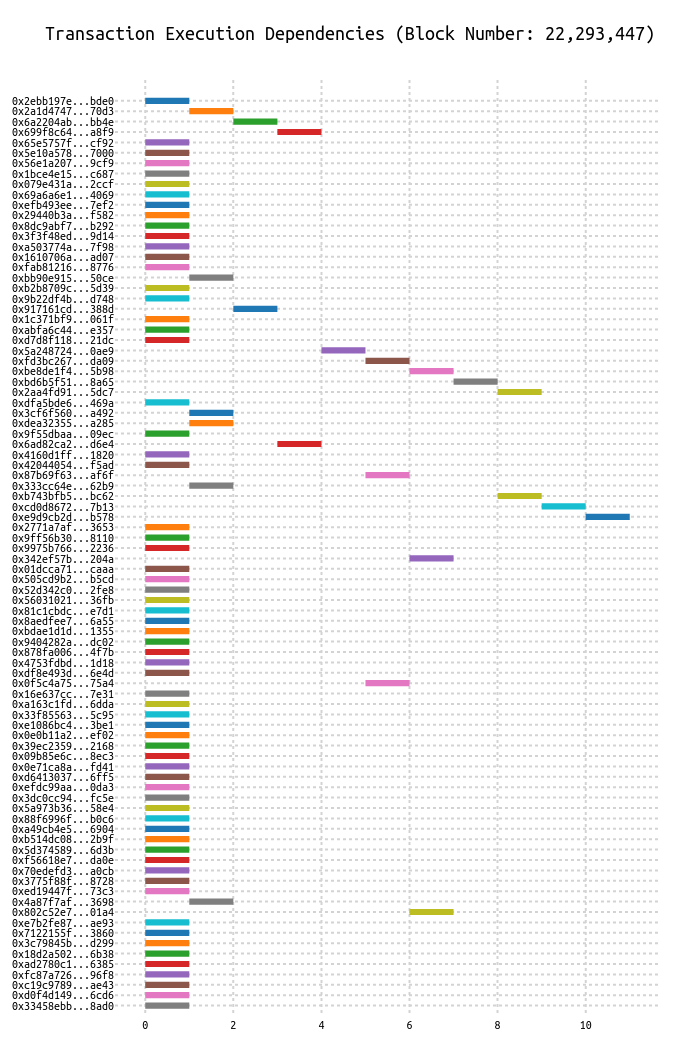 Transaction Execution Dependencies (Block Number: 22,293,447)
0x2ebb197e...bde0
0x2a1d4747...70d3
0x6a2204ab...bb4e
0x699f8c64...a8f9
0x65e5757f...cf92
0x5e10a578...7000
0x56e1a207...9cf9
0x1bce4e15...c687
0x079e431a...2ccf
0x69a6a6e1...4069
0xefb493ee...7ef2
0x29440b3a...f582
0x8dc9abf7...b292
0x3f3f48ed...9d14
0xa503774a...7f98
0x1610706a...ad07
0xfab81216...8776
0xbb90e915...50ce
0xb2b8709c...5d39
0x9b22df4b...d748
0x917161cd...388d
0x1c371bf9...061f
0xabfa6c44...e357
0xd7d8f118...21dc
0x5a248724...0ae9
0xfd3bc267...da09
0xbe8de1f4...5b98
0xbd6b5f51...8a65
0x2aa4fd91...5dc7
0xdfa5bde6...469a
0x3cf6f560...a492
0xdea32355...a285
0x9f55dbaa...09ec
0x6ad82ca2...d6e4
0x4160d1ff...1820
0x42044054...f5ad
0x87b69f63...af6f
0x333cc64e...62b9
0xb743bfb5...bc62
0xcd0d8672...7b13
0xe9d9cb2d...b578
0x2771a7af...3653
0x9ff56b30...8110
0x9975b766...2236
0x342ef57b...204a
0x01dcca71...caaa
0x505cd9b2...b5cd
0x52d342c0...2fe8
0x56031021...36fb
0x81c1cbdc...e7d1
0x8aedfee7...6a55
0xbdae1d1d...1355
0x9404282a...dc02
0x878fa006...4f7b
0x4753fdbd...1d18
0xdf8e493d...6e4d
0x0f5c4a75...75a4
0x16e637cc...7e31
0xa163c1fd...6dda
0x33f85563...5c95
0xe1086bc4...3be1
0x0e0b11a2...ef02
0x39ec2359...2168
0x09b85e6c...8ec3
0x0e71ca8a...fd41
0xd6413037...6ff5
0xefdc99aa...0da3
0x3dc0cc94...fc5e
0x5a973b36...58e4
0x88f6996f...b0c6
0xa49cb4e5...6904
0xb514dc08...2b9f
0x5d374589...6d3b
0xf56618e7...da0e
0x70edefd3...a0cb
0x3775f88f...8728
0xed19447f...73c3
0x4a87f7af...3698
0x802c52e7...01a4
0xe7b2fe87...ae93
0x7122155f...3860
0x3c79845b...d299
0x18d2a502...6b38
0xad2780c1...6385
0xfc87a726...96f8
0xc19c9789...ae43
0xd0f4d149...6cd6
0x33458ebb...8ad0
0 2 4 6 8 10